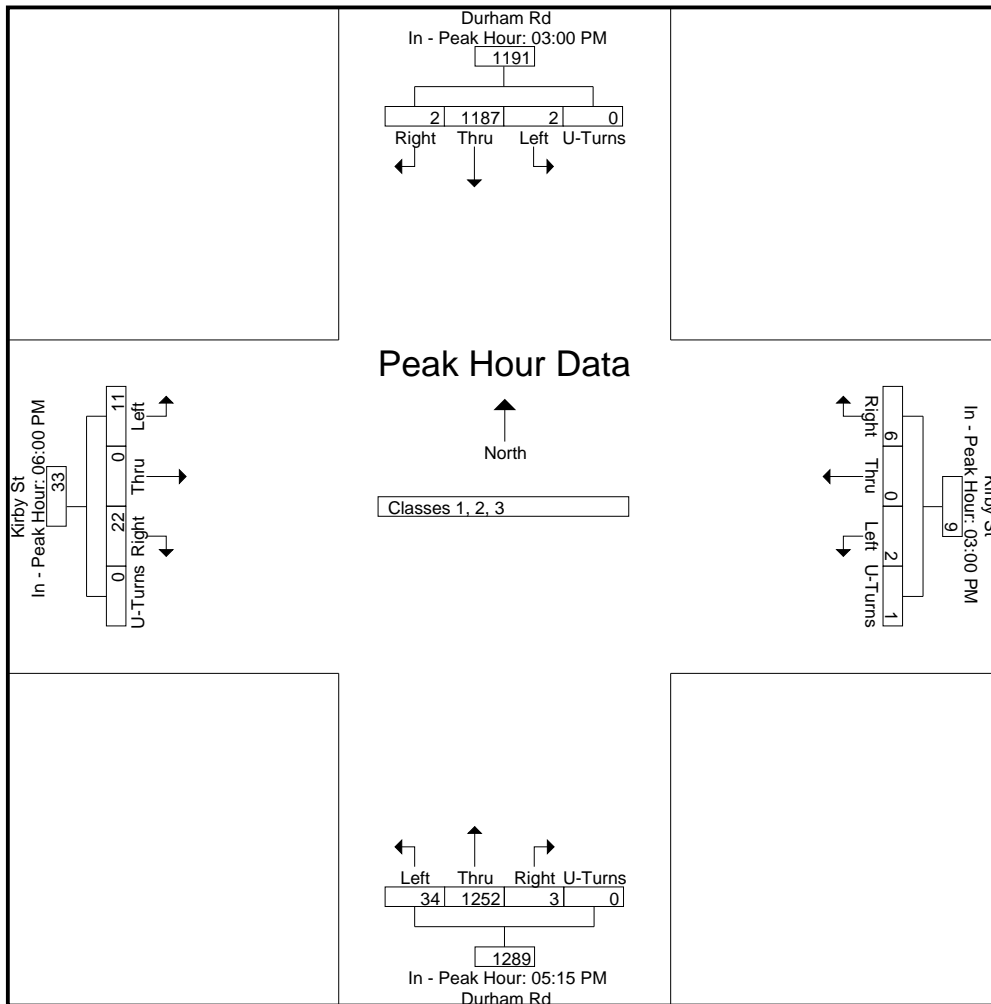 Durham Rd
In - Peak Hour: 03:00 PM
1191
2 1187 2 0
Right Thru Left U-Turns
Peak Hour Data
North
Classes 1, 2, 3
Kirby St
In - Peak Hour: 06:00 PM
33
11 0 22 0
Left Thru Right U-Turns
Kirby St
In - Peak Hour: 03:00 PM
9
6 0 2 1
Right Thru Left U-Turns
Left Thru Right U-Turns
34 1252 3 0
1289
In - Peak Hour: 05:15 PM
Durham Rd